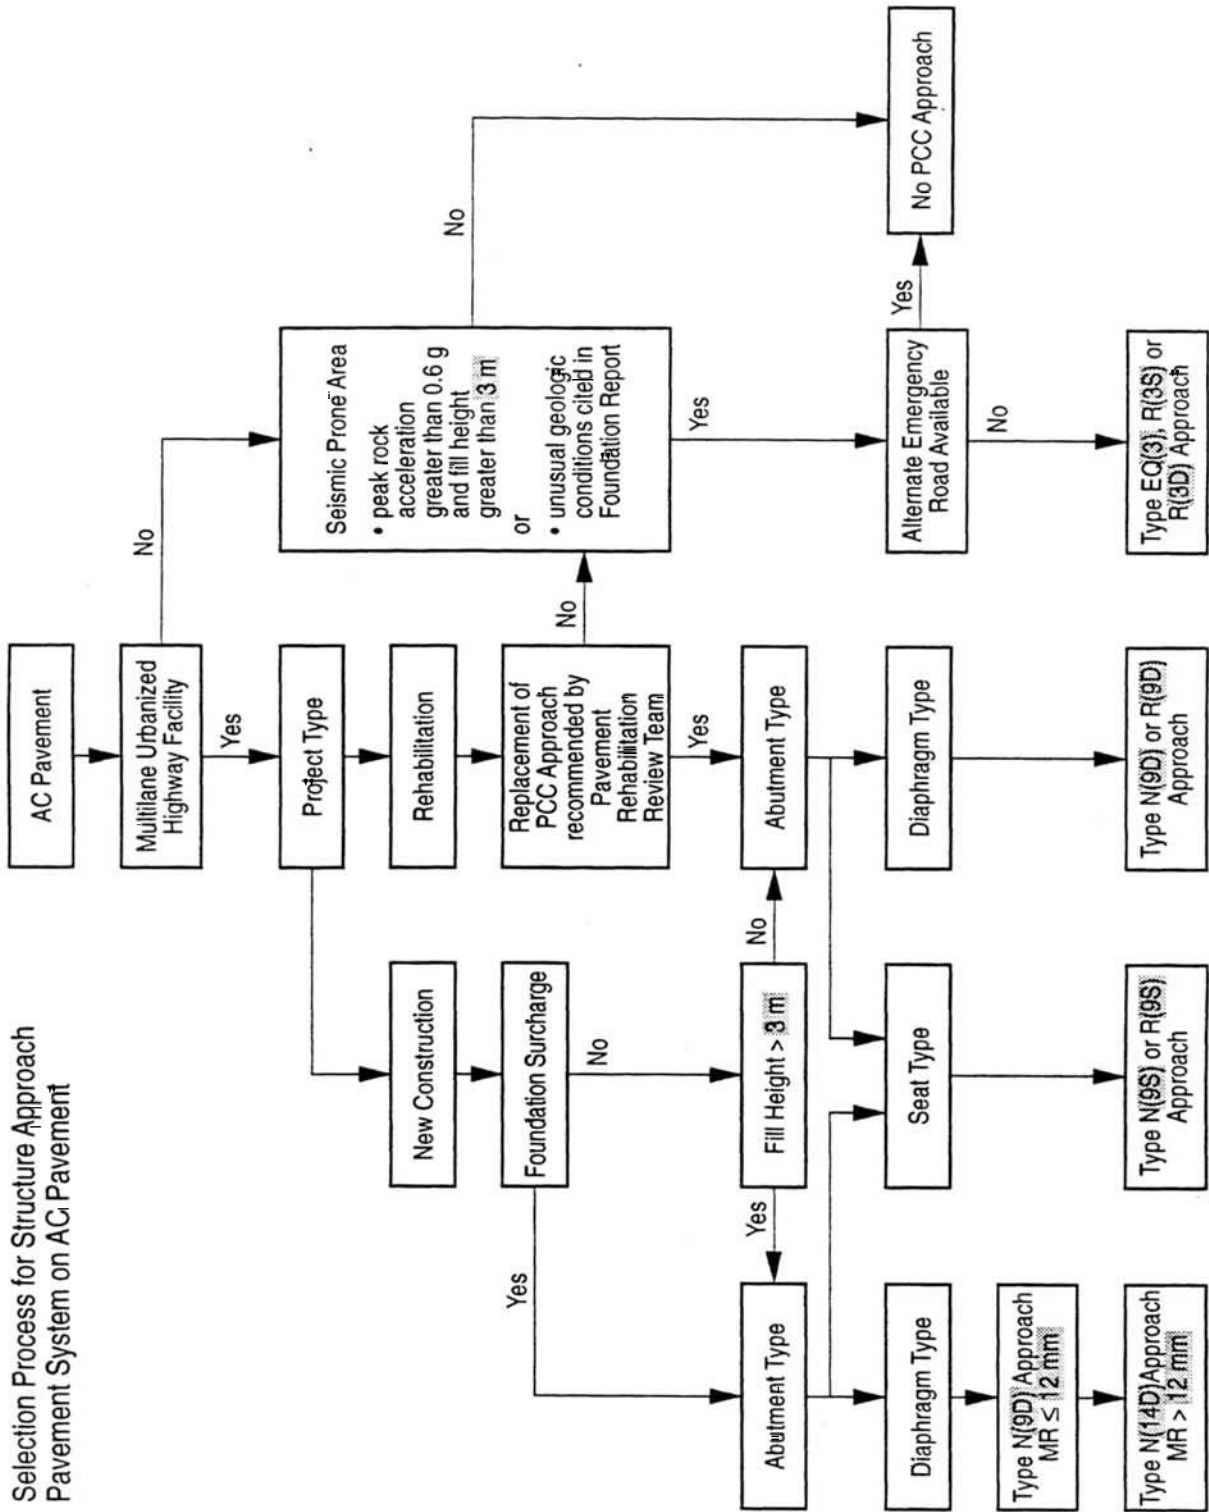 Selection Process for Structure Approach
Pavement System on AC Pavement
AC Pavement
Multilane Urbanized
Highway Facility
No
Yes
Project Type
New Construction
Rehabilitation
Foundation Surcharge
Yes
No
Replacement of
PCC Approach
recommended by
Pavement
Rehabilitation
Review Team
No
Yes
Seismic Prone Area
• peak rock
acceleration
greater than 0.6 g
and fill height
greater than 3 m
or
• unusual geologic
conditions cited in
Foundation Report
No
Yes
Abutment Type
Yes
Fill Height > 3 m
No
Abutment Type
Alternate Emergency
Road Available
Yes
No
No PCC Approach
Diaphragm Type
Seat Type
Diaphragm Type
Type N(9D) Approach
MR ≤ 12 mm
Type N(14D) Approach
MR > 12 mm
Type N(9S) or R(9S)
Approach
Type N(9D) or R(9D)
Approach
Type EQ(3), R(3S) or
R(3D) Approach